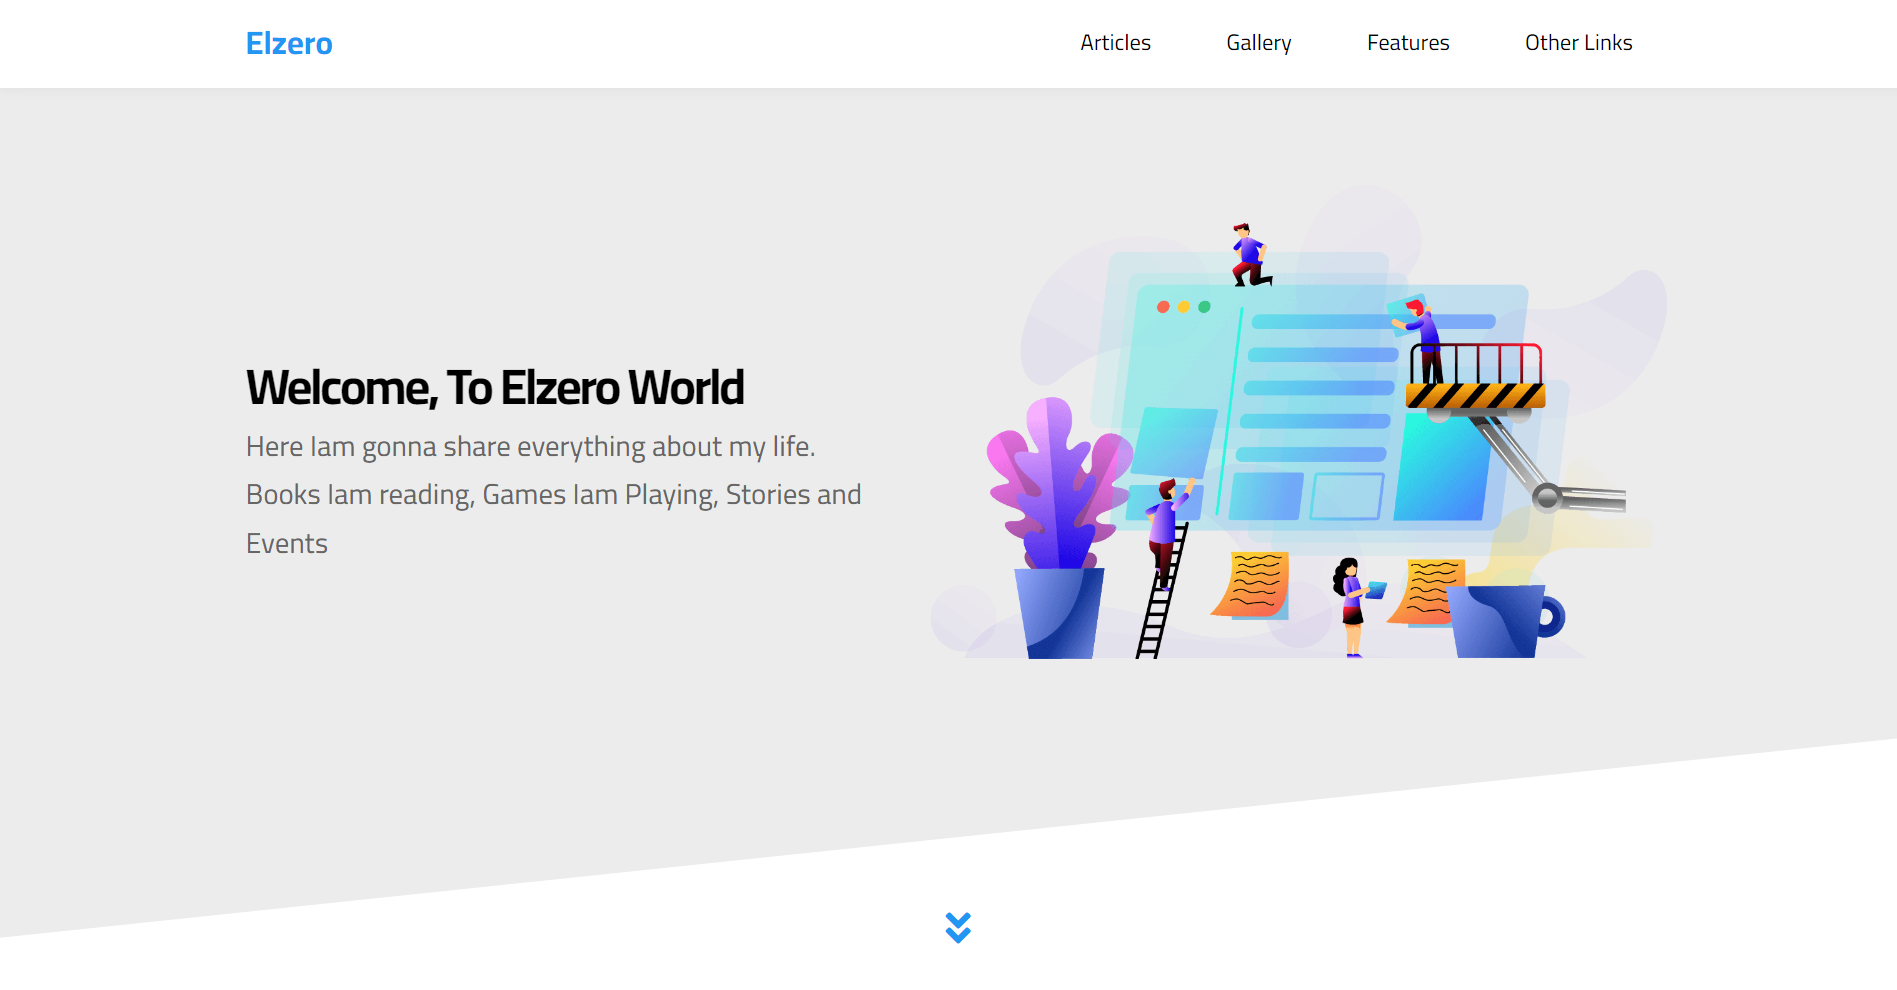 Elzero
Articles
Gallery
Features
Other Links
Welcome, To Elzero World
Here Iam gonna share everything about my life.
Books Iam reading, Games Iam Playing, Stories and
Events